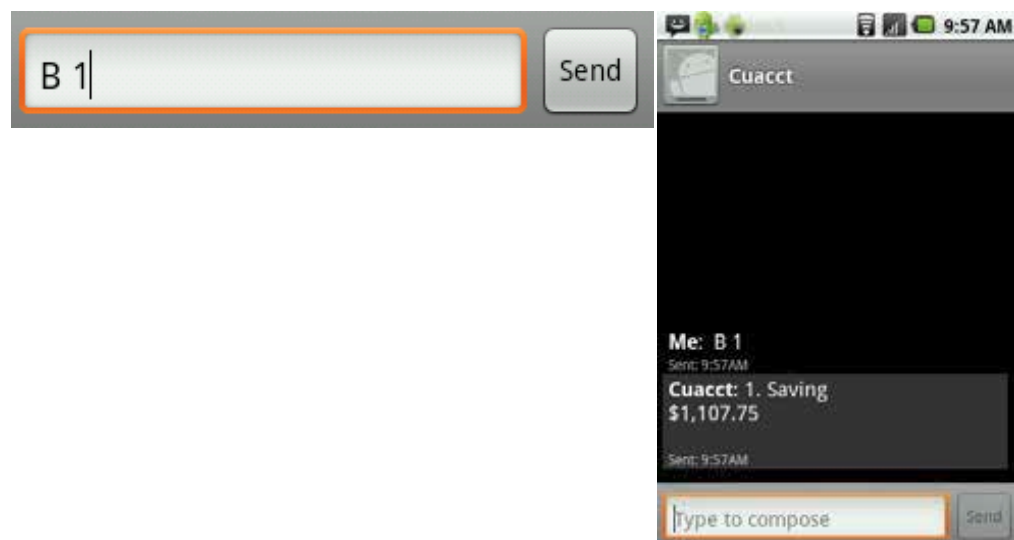 B 1
Send
9:57 AM
Cuacct
Me: B 1
Sent: 9:57AM
Cuacct: 1. Saving
$1,107.75
Sent: 9:57AM
Type to compose
Send